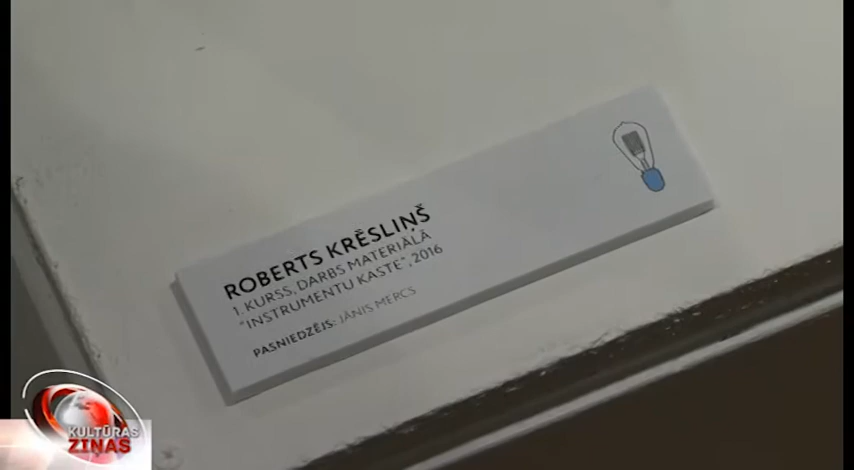 ROBERTS KRĒSLIŅŠ
1. KURSS, DARBS MATERIĀLĀ
"INSTRUMENTU KASTE", 2016
PASNIEDZĒJS: JĀNIS MERCS
KULTŪRAS
ZIŅAS